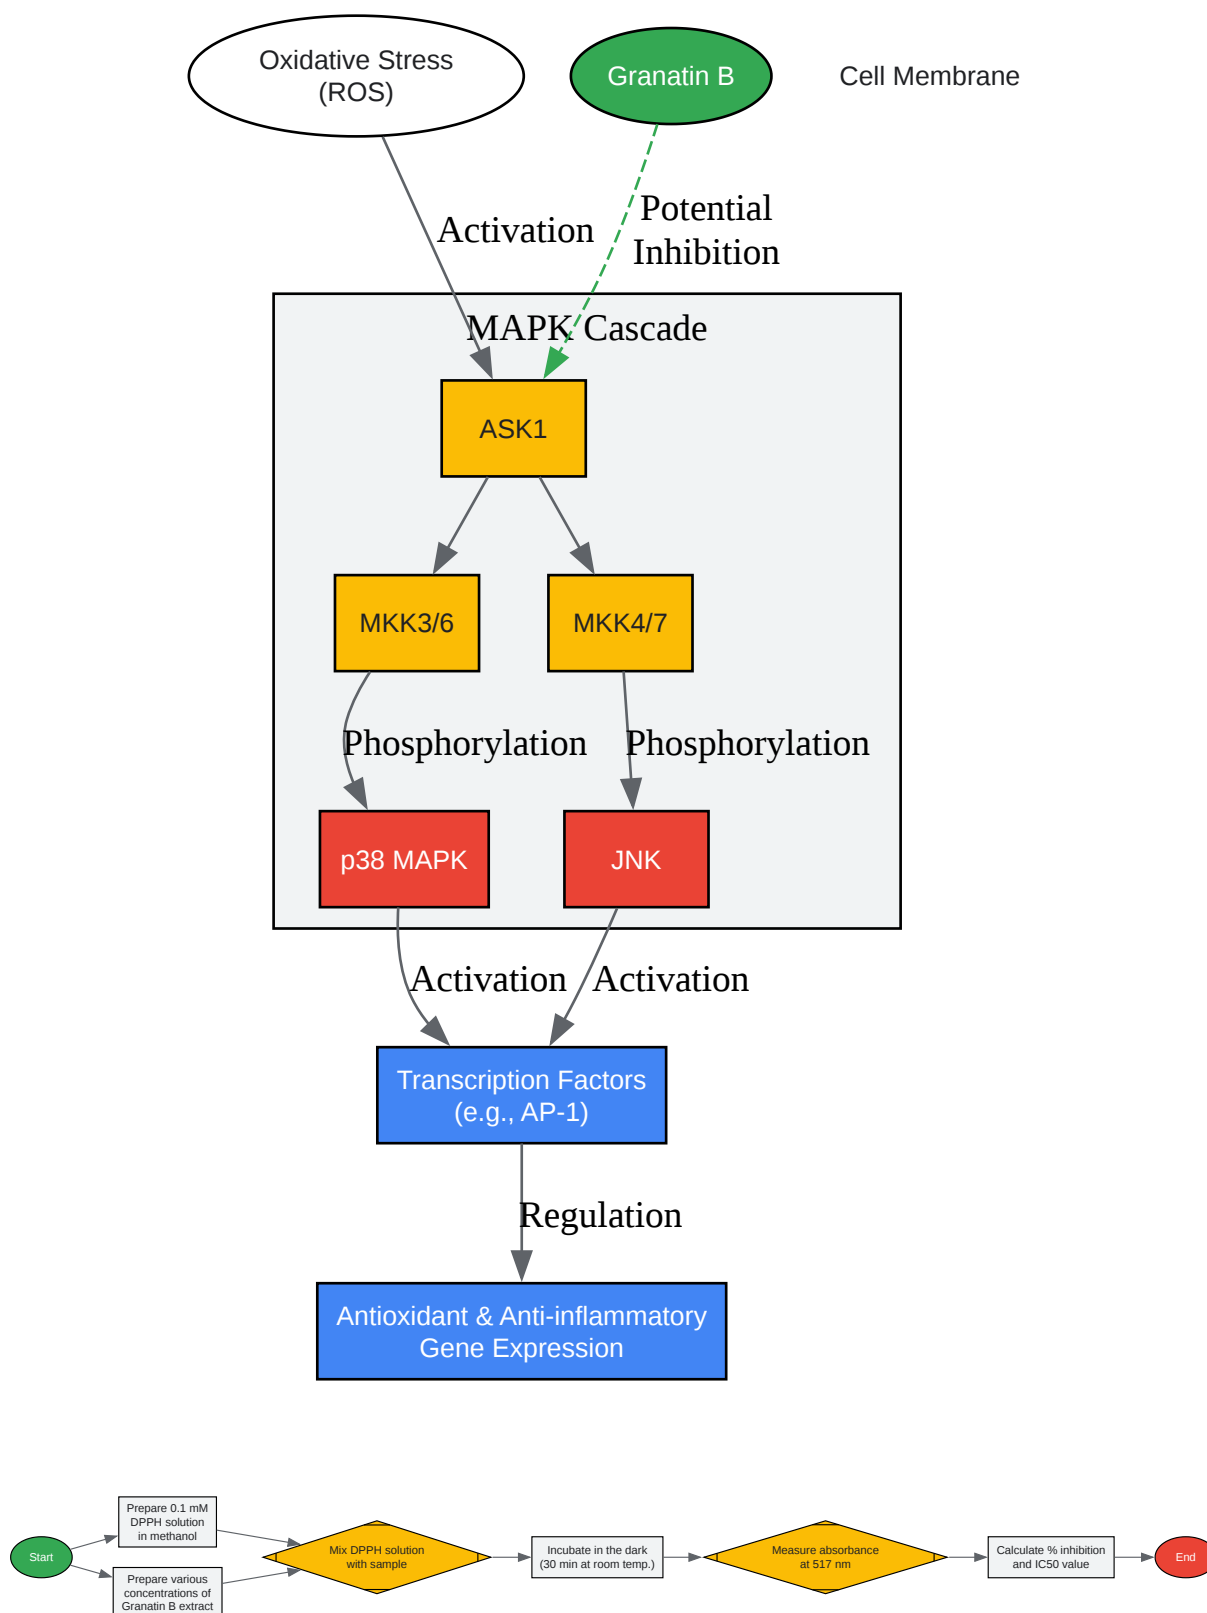 Oxidative Stress
(ROS)
Granatin B
Cell Membrane
Activation
Potential
Inhibition
MAPK Cascade
ASK1
MKK3/6
MKK4/7
Phosphorylation
Phosphorylation
p38 MAPK
JNK
Activation
Activation
Transcription Factors
(e.g., AP-1)
Regulation
Antioxidant & Anti-inflammatory
Gene Expression
Start
Prepare 0.1 mM
DPPH solution
in methanol
Prepare various
concentrations of
Granatin B extract
Mix DPPH solution
with sample
Incubate in the dark
(30 min at room temp.)
Measure absorbance
at 517 nm
Calculate % inhibition
and IC50 value
End